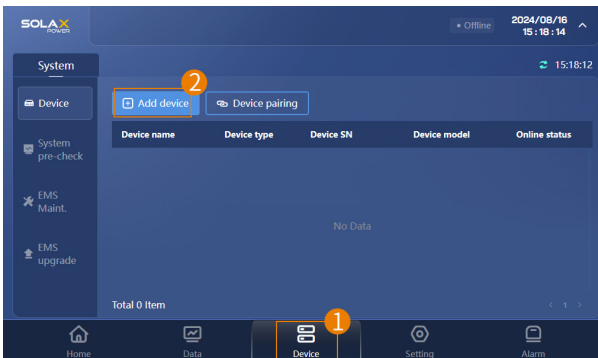 SOLAX
POWER
• Offline
2024/08/16
15:18:14
System
15:18:12
2
Device
Add device
Device pairing
Device name
Device type
Device SN
Device model
Online status
System
pre-check
EMS
Maint.
No Data
EMS
upgrade
Total 0 Item
< 1 >
1
Home
Data
Device
Setting
Alarm